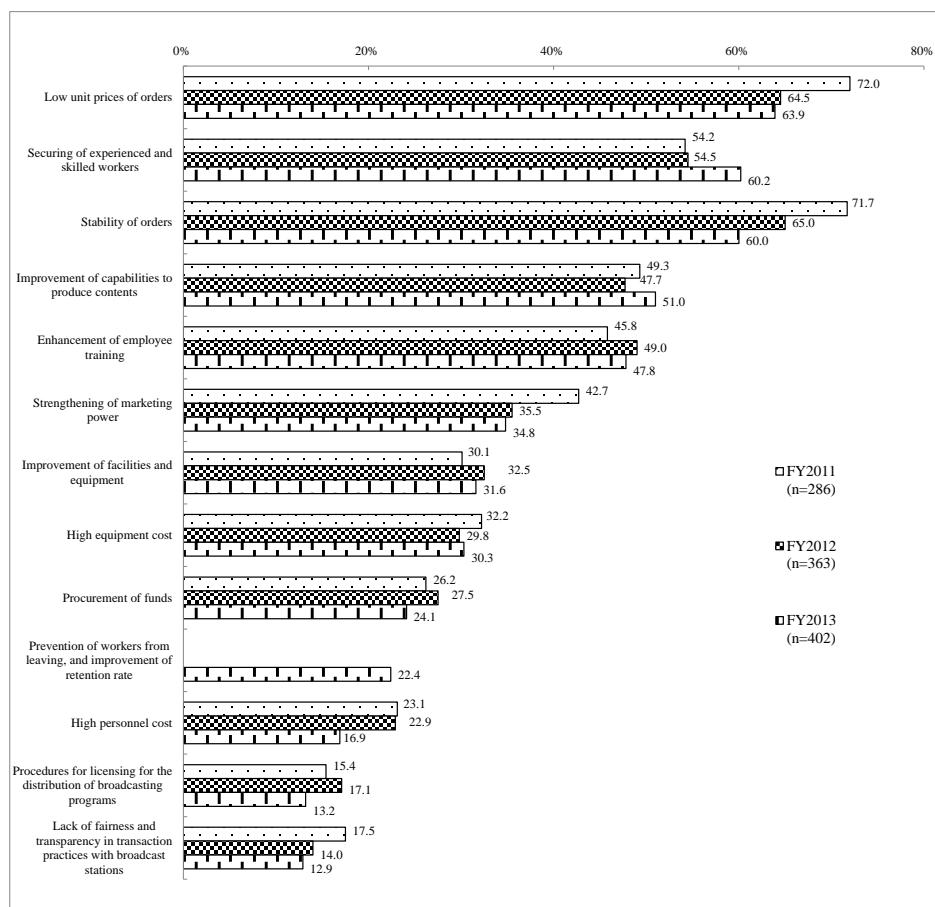 0% 20% 40% 60% 80%
Low unit prices of orders
72.0
64.5
63.9
Securing of experienced and
skilled workers
54.2
54.5
60.2
Stability of orders
71.7
65.0
60.0
Improvement of capabilities to
produce contents
49.3
47.7
51.0
Enhancement of employee
training
45.8
49.0
47.8
Strengthening of marketing
power
42.7
35.5
34.8
Improvement of facilities and
equipment
30.1
32.5
31.6
High equipment cost
32.2
29.8
30.3
Procurement of funds
26.2
27.5
24.1
Prevention of workers from
leaving, and improvement of
retention rate
22.4
High personnel cost
23.1
22.9
16.9
Procedures for licensing for the
distribution of broadcasting
programs
15.4
17.1
13.2
Lack of fairness and
transparency in transaction
practices with broadcast
stations
17.5
14.0
12.9
FY2011
(n=286)
FY2012
(n=363)
FY2013
(n=402)